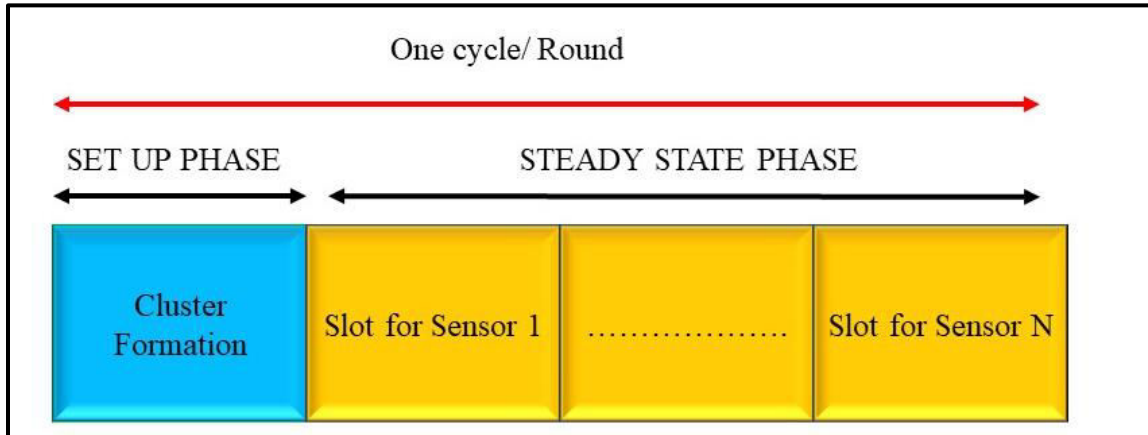 One cycle/ Round
SET UP PHASE
STEADY STATE PHASE
Cluster
Formation
Slot for Sensor 1
...................
Slot for Sensor N